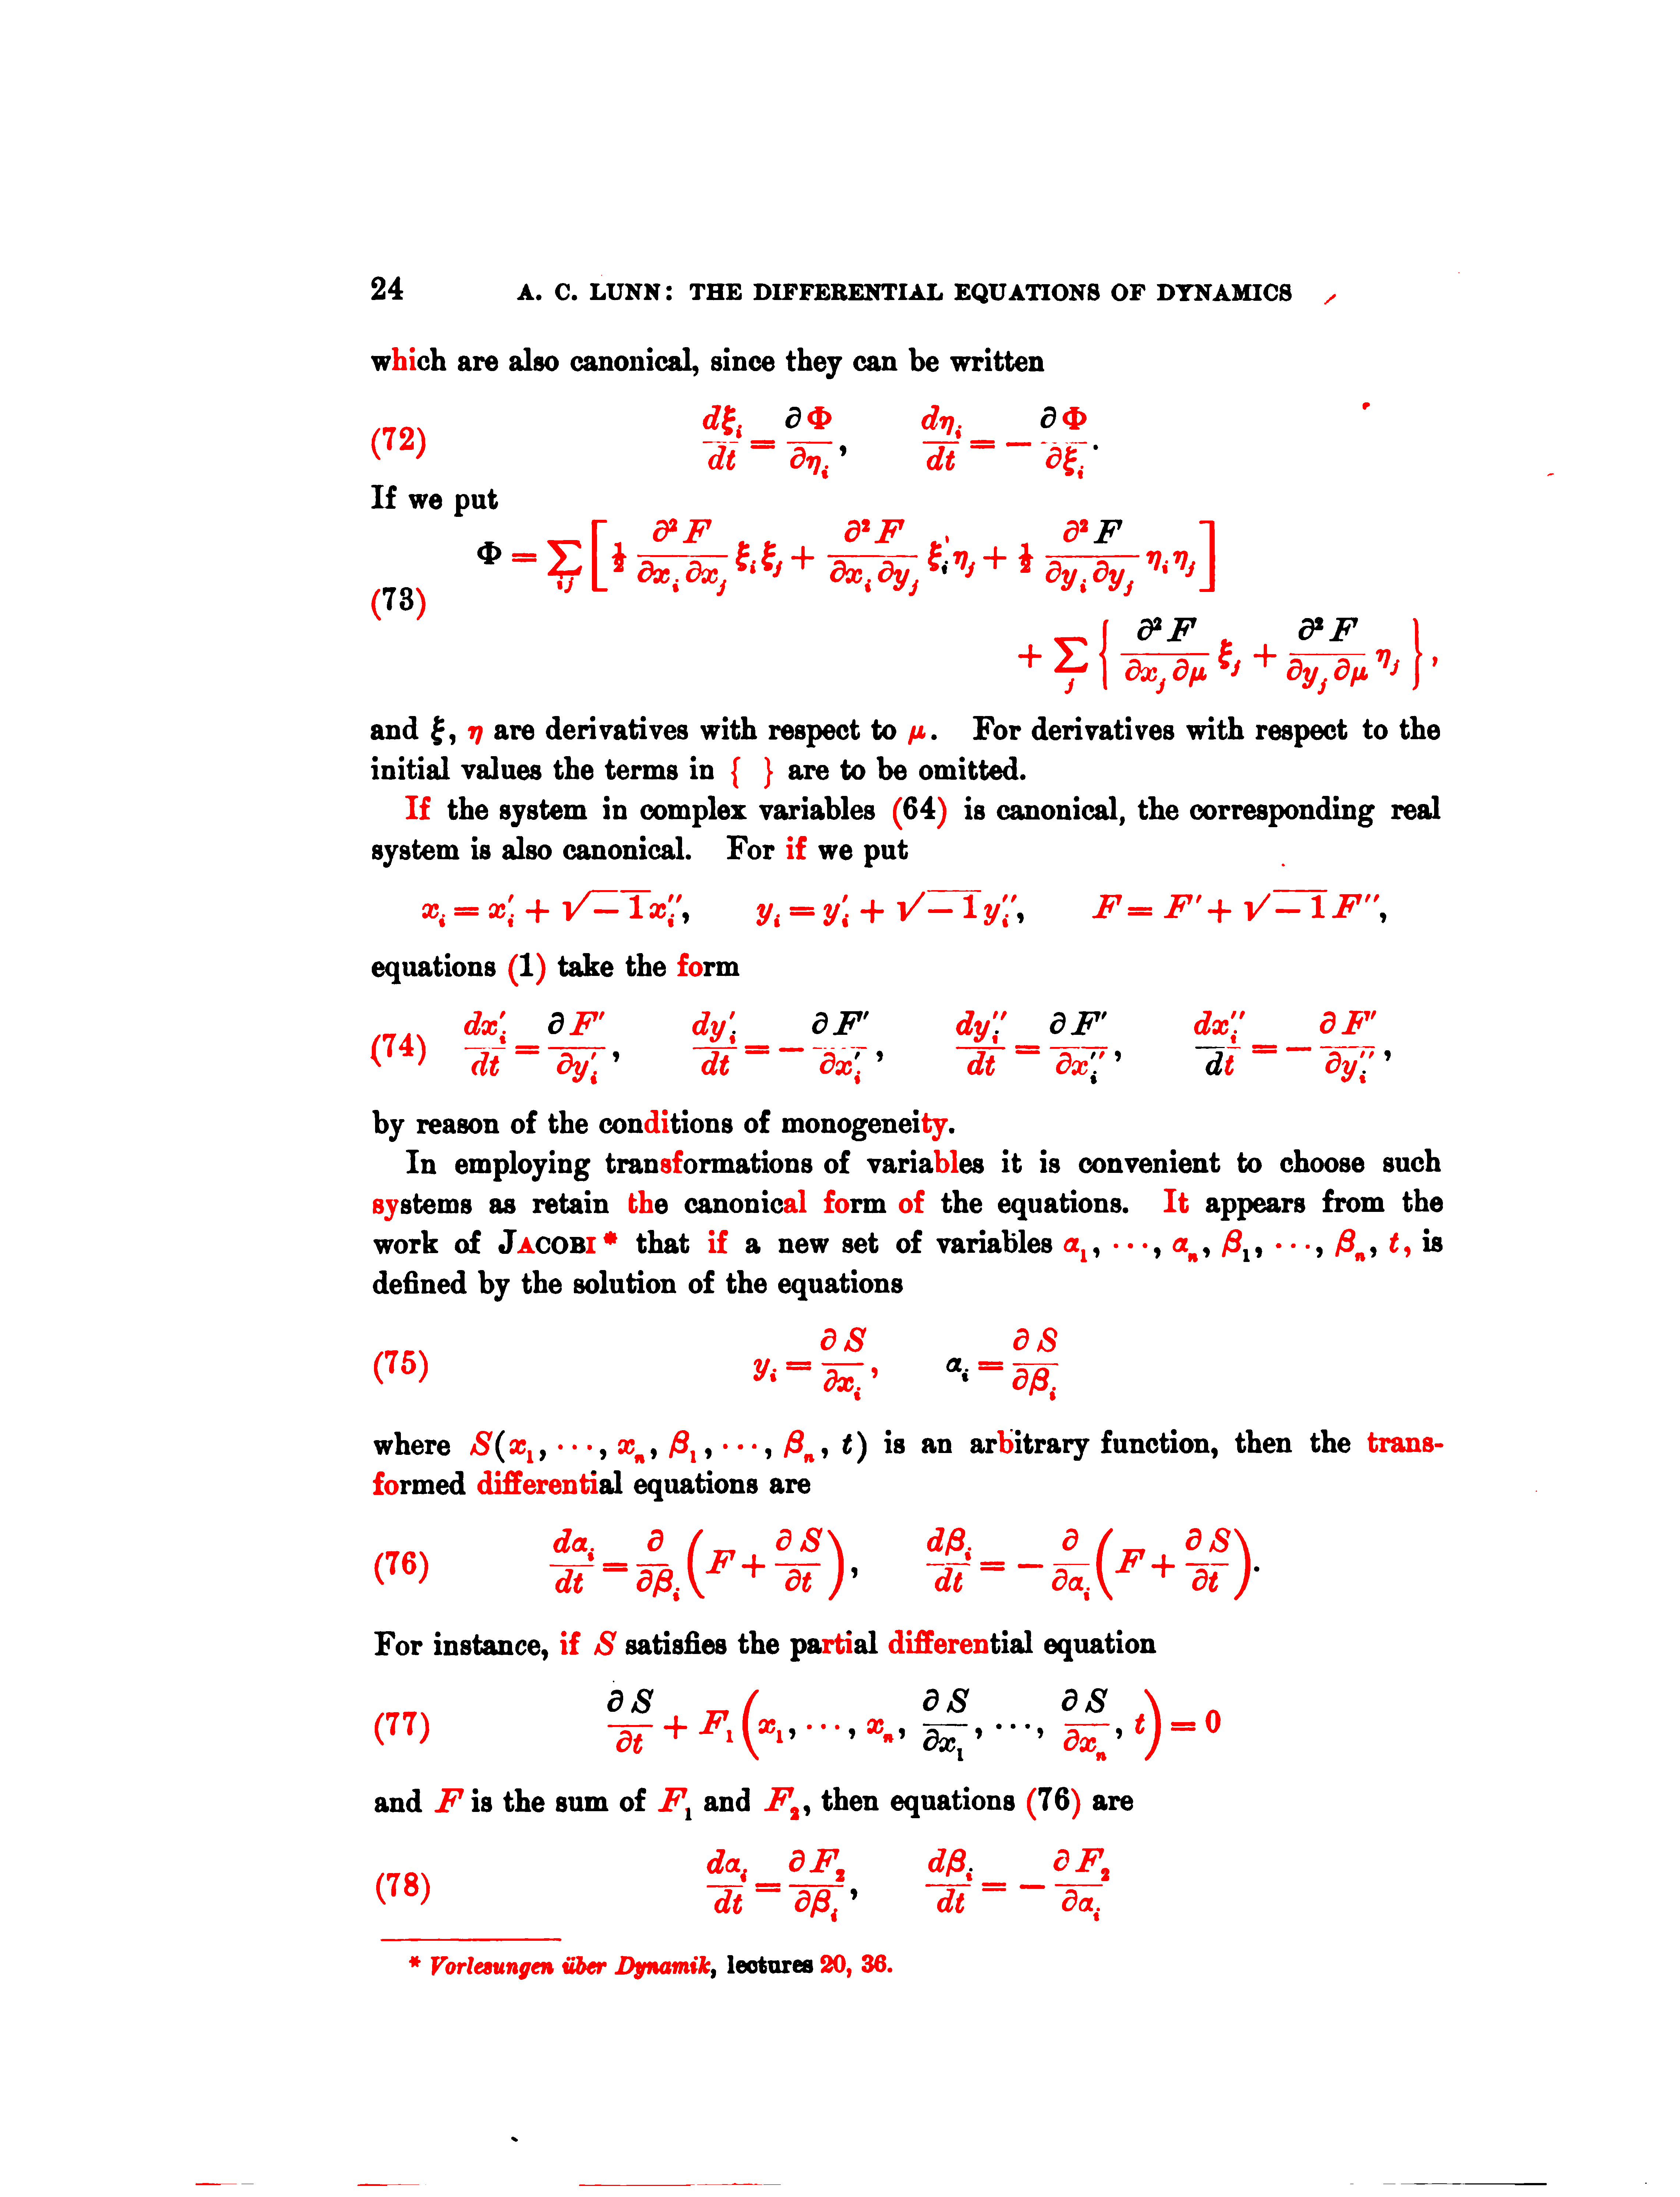 24 A. C. LUNN: THE DIFFERENTIAL EQUATIONS OF DYNAMICS
which are also canonical, since they can be written
(72) $\frac{d\xi_i}{dt} = \frac{\partial \Phi}{\partial \eta_i}, \quad \frac{d\eta_i}{dt} = -\frac{\partial \Phi}{\partial \xi_i}.$
If we put
$\Phi = \sum_{ij} \left[ \frac{1}{2} \frac{\partial^2 F}{\partial x_i \partial x_j} \xi_i \xi_j + \frac{\partial^2 F}{\partial x_i \partial y_j} \xi_i \eta_j + \frac{1}{2} \frac{\partial^2 F}{\partial y_i \partial y_j} \eta_i \eta_j \right]$
(73)
$+ \sum_j \left\{ \frac{\partial^2 F}{\partial x_j \partial \mu} \xi_j + \frac{\partial^2 F}{\partial y_j \partial \mu} \eta_j \right\},$
and ξ, η are derivatives with respect to μ. For derivatives with respect to the
initial values the terms in { } are to be omitted.
If the system in complex variables (64) is canonical, the corresponding real
system is also canonical. For if we put
$x_i = x_i' + \sqrt{-1} x_i'', \quad y_i = y_i' + \sqrt{-1} y_i'', \quad F = F' + \sqrt{-1} F'',$
equations (1) take the form
(74) $\frac{dx_i'}{dt} = \frac{\partial F'}{\partial y_i'}, \quad \frac{dy_i'}{dt} = -\frac{\partial F'}{\partial x_i'}, \quad \frac{dy_i''}{dt} = \frac{\partial F'}{\partial x_i''}, \quad \frac{dx_i''}{dt} = -\frac{\partial F'}{\partial y_i''},$
by reason of the conditions of monogeneity.
In employing transformations of variables it is convenient to choose such
systems as retain the canonical form of the equations. It appears from the
work of JACOBI* that if a new set of variables $\alpha_1, \cdots, \alpha_n, \beta_1, \cdots, \beta_n, t,$ is
defined by the solution of the equations
(75) $y_i = \frac{\partial S}{\partial x_i}, \quad \alpha_i = \frac{\partial S}{\partial \beta_i}$
where $S(x_1, \cdots, x_n, \beta_1, \cdots, \beta_n, t)$ is an arbitrary function, then the trans-
formed differential equations are
(76) $\frac{d\alpha_i}{dt} = \frac{\partial}{\partial \beta_i} \left( F + \frac{\partial S}{\partial t} \right), \quad \frac{d\beta_i}{dt} = -\frac{\partial}{\partial \alpha_i} \left( F + \frac{\partial S}{\partial t} \right).$
For instance, if S satisfies the partial differential equation
(77) $\frac{\partial S}{\partial t} + F_1 \left( x_1, \cdots, x_n, \frac{\partial S}{\partial x_1}, \cdots, \frac{\partial S}{\partial x_n}, t \right) = 0$
and F is the sum of $F_1$ and $F_2$, then equations (76) are
(78) $\frac{d\alpha_i}{dt} = \frac{\partial F_2}{\partial \beta_i}, \quad \frac{d\beta_i}{dt} = -\frac{\partial F_2}{\partial \alpha_i}$
* Vorlesungen über Dynamik, lectures 20, 36.